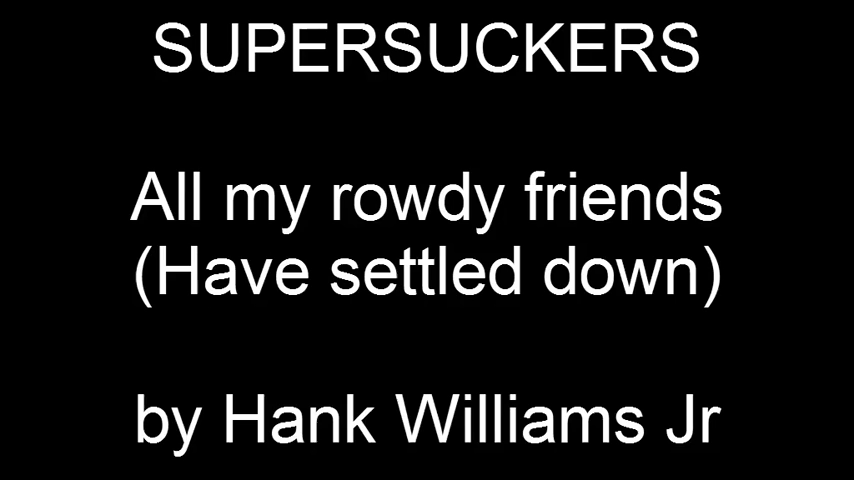 SUPERSUCKERS
All my rowdy friends
(Have settled down)
by Hank Williams Jr